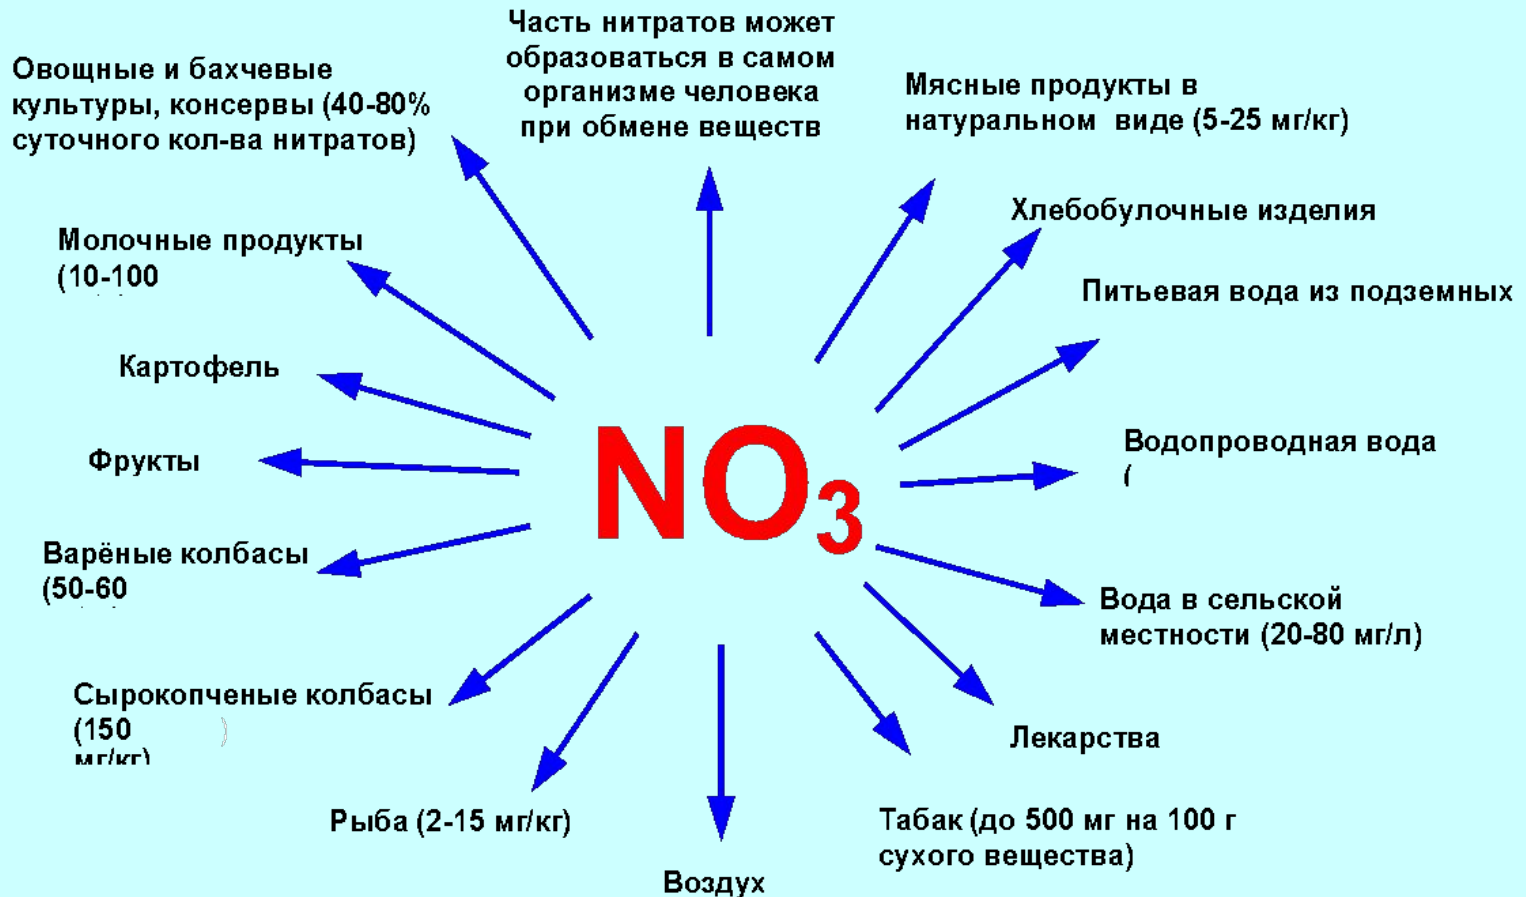 Часть нитратов может
образоваться в самом
организме человека
при обмене веществ
Овощные и бахчевые
культуры, консервы (40-80%
суточного кол-ва нитратов)
Мясные продукты в
натуральном виде (5-25 мг/кг)
Хлебобулочные изделия
Молочные продукты
(10-100
Питьевая вода из подземных
Картофель
Водопроводная вода
(
Фрукты
NO3
Варёные колбасы
(50-60
Вода в сельской
местности (20-80 мг/л)
Сырокопченые колбасы
(150 )
мг/кг)
Лекарства
Рыба (2-15 мг/кг)
Табак (до 500 мг на 100 г
сухого вещества)
Воздух